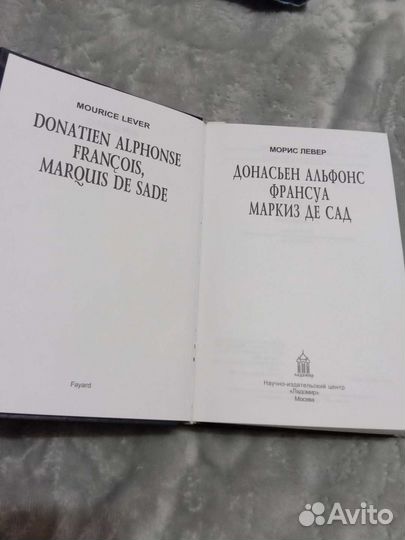 MOURICE LEVER
DONATIEN ALPHONSE
FRANÇOIS,
MARQUIS DE SADE
Fayard
МОРИС ЛЕВЕР
ДОНАСЬЕН АЛЬФОНС
ФРАНСУА
МАРКИЗ ДЕ САД
ЛАДОМИР
Научно-издательский центр
«Ладомир»
Москва
Avito